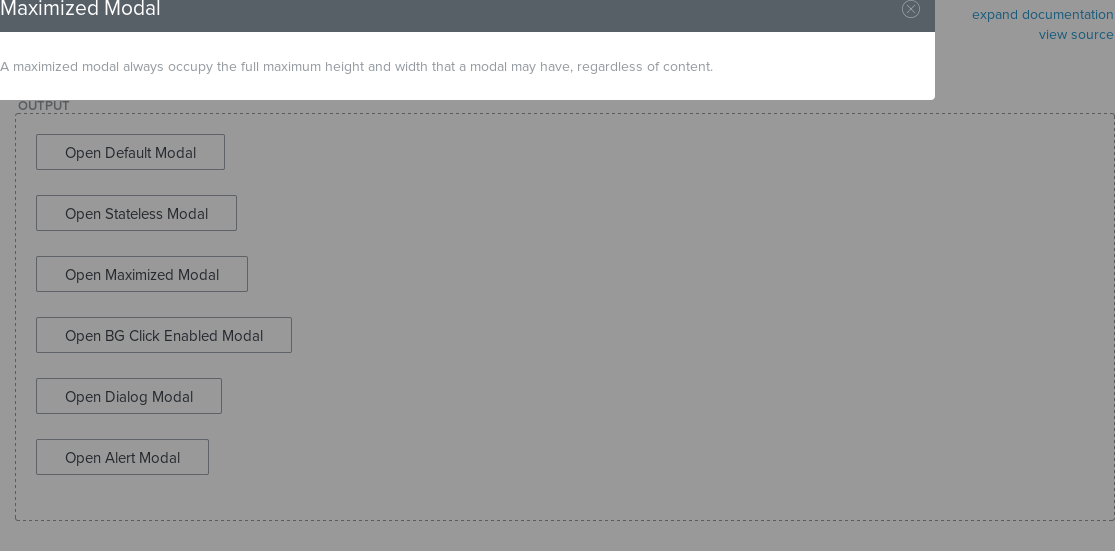 Maximized Modal
expand documentation
view source
A maximized modal always occupy the full maximum height and width that a modal may have, regardless of content.
OUTPUT
Open Default Modal
Open Stateless Modal
Open Maximized Modal
Open BG Click Enabled Modal
Open Dialog Modal
Open Alert Modal